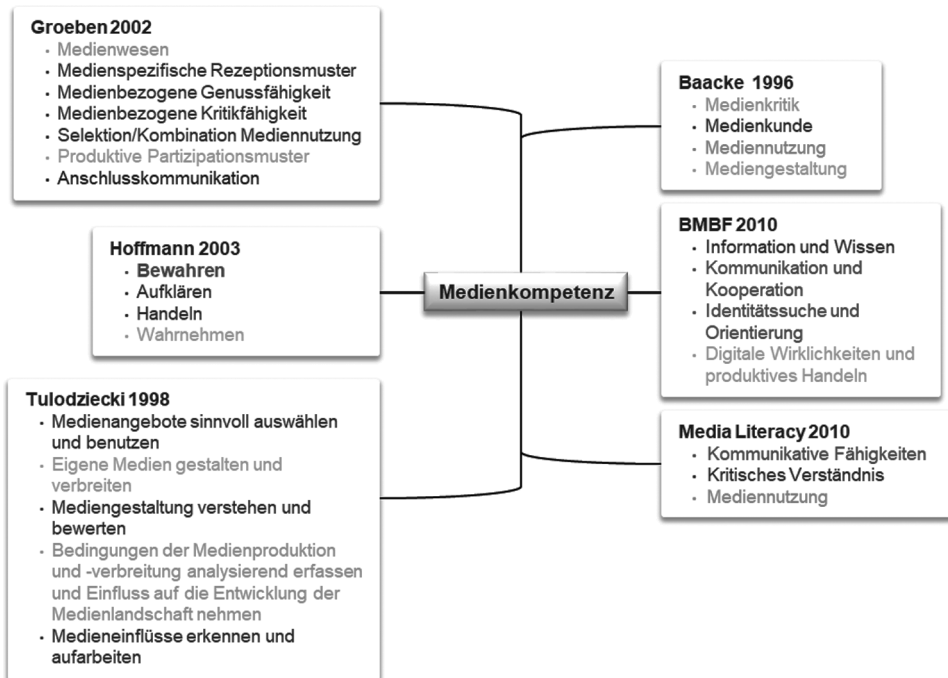 Groeben 2002
• Medienwesen
• Medienspezifische Rezeptionsmuster
• Medienbezogene Genussfähigkeit
• Medienbezogene Kritikfähigkeit
• Selektion/Kombination Mediennutzung
• Produktive Partizipationsmuster
• Anschlusskommunikation
Hoffmann 2003
• Bewahren
• Aufklären
• Handeln
• Wahrnehmen
Tulodziecki 1998
• Medienangebote sinnvoll auswählen
und benutzen
• Eigene Medien gestalten und
verbreiten
• Mediengestaltung verstehen und
bewerten
• Bedingungen der Medienproduktion
und -verbreitung analysierend erfassen
und Einfluss auf die Entwicklung der
Medienlandschaft nehmen
• Medieneinflüsse erkennen und
aufarbeiten
Medienkompetenz
Baacke 1996
• Medienkritik
• Medienkunde
• Mediennutzung
• Mediengestaltung
BMBF 2010
• Information und Wissen
• Kommunikation und
Kooperation
• Identitätssuche und
Orientierung
• Digitale Wirklichkeiten und
produktives Handeln
Media Literacy 2010
• Kommunikative Fähigkeiten
• Kritisches Verständnis
• Mediennutzung